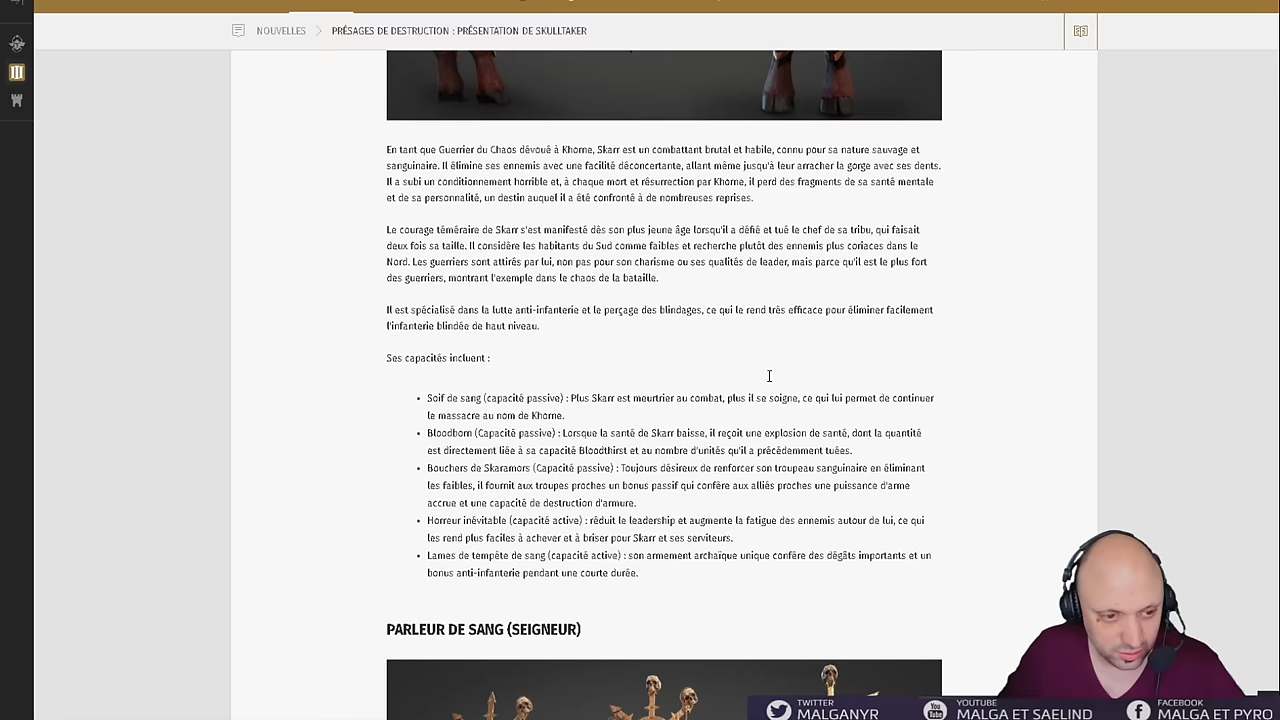 NOUVELLES
PRÉSAGES DE DESTRUCTION : PRÉSENTATION DE SKULLTAKER
En tant que Guerrier du Chaos dévoué à Khorne, Skarr est un combattant brutal et habile, connu pour sa nature sauvage et
sanguinaire. Il élimine ses ennemis avec une facilité déconcertante, allant même jusqu'à leur arracher la gorge avec ses dents.
Il a subi un conditionnement horrible et, à chaque mort et résurrection par Khorne, il perd des fragments de sa santé mentale
et de sa personnalité, un destin auquel il a été confronté à de nombreuses reprises.
Le courage téméraire de Skarr s'est manifesté dès son plus jeune âge lorsqu'il a défié et tué le chef de sa tribu, qui faisait
deux fois sa taille. Il considère les habitants du Sud comme faibles et recherche plutôt des ennemis plus coriaces dans le
Nord. Les guerriers sont attirés par lui, non pas pour son charisme ou ses qualités de leader, mais parce qu'il est le plus fort
des guerriers, montrant l'exemple dans le chaos de la bataille.
Il est spécialisé dans la lutte anti-infanterie et le perçage des blindages, ce qui le rend très efficace pour éliminer facilement
l'infanterie blindée de haut niveau.
Ses capacités incluent :
• Soif de sang (capacité passive) : Plus Skarr est meurtrier au combat, plus il se soigne, ce qui lui permet de continuer
le massacre au nom de Khorne.
• Bloodborn (Capacité passive) : Lorsque la santé de Skarr baisse, il reçoit une explosion de santé, dont la quantité
est directement liée à sa capacité Bloodthirst et au nombre d'unités qu'il a précédemment tuées.
• Bouchers de Skaramors (Capacité passive) : Toujours désireux de renforcer son troupeau sanguinaire en éliminant
les faibles, il fournit aux troupes proches un bonus passif qui confère aux alliés proches une puissance d'arme
accrue et une capacité de destruction d'armure.
• Horreur inévitable (capacité active) : réduit le leadership et augmente la fatigue des ennemis autour de lui, ce qui
les rend plus faciles à achever et à briser pour Skarr et ses serviteurs.
• Lames de tempête de sang (capacité active) : son armement archaïque unique confère des dégâts importants et un
bonus anti-infanterie pendant une courte durée.
PARLEUR DE SANG (SEIGNEUR)
TWITTER
MALGANYR
YOUTUBE
MALGA ET SAELIND
FACEBOOK
MALGA ET PYRO